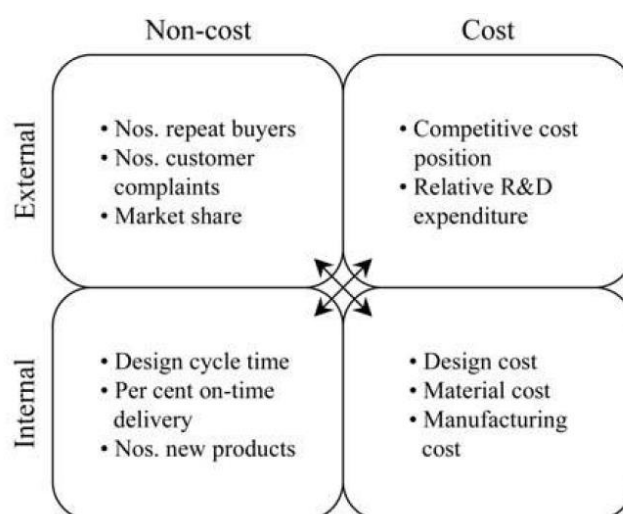 Non-cost
Cost
External
• Nos. repeat buyers
• Nos. customer
complaints
• Market share
• Competitive cost
position
• Relative R&D
expenditure
Internal
• Design cycle time
• Per cent on-time
delivery
• Nos. new products
• Design cost
• Material cost
• Manufacturing
cost